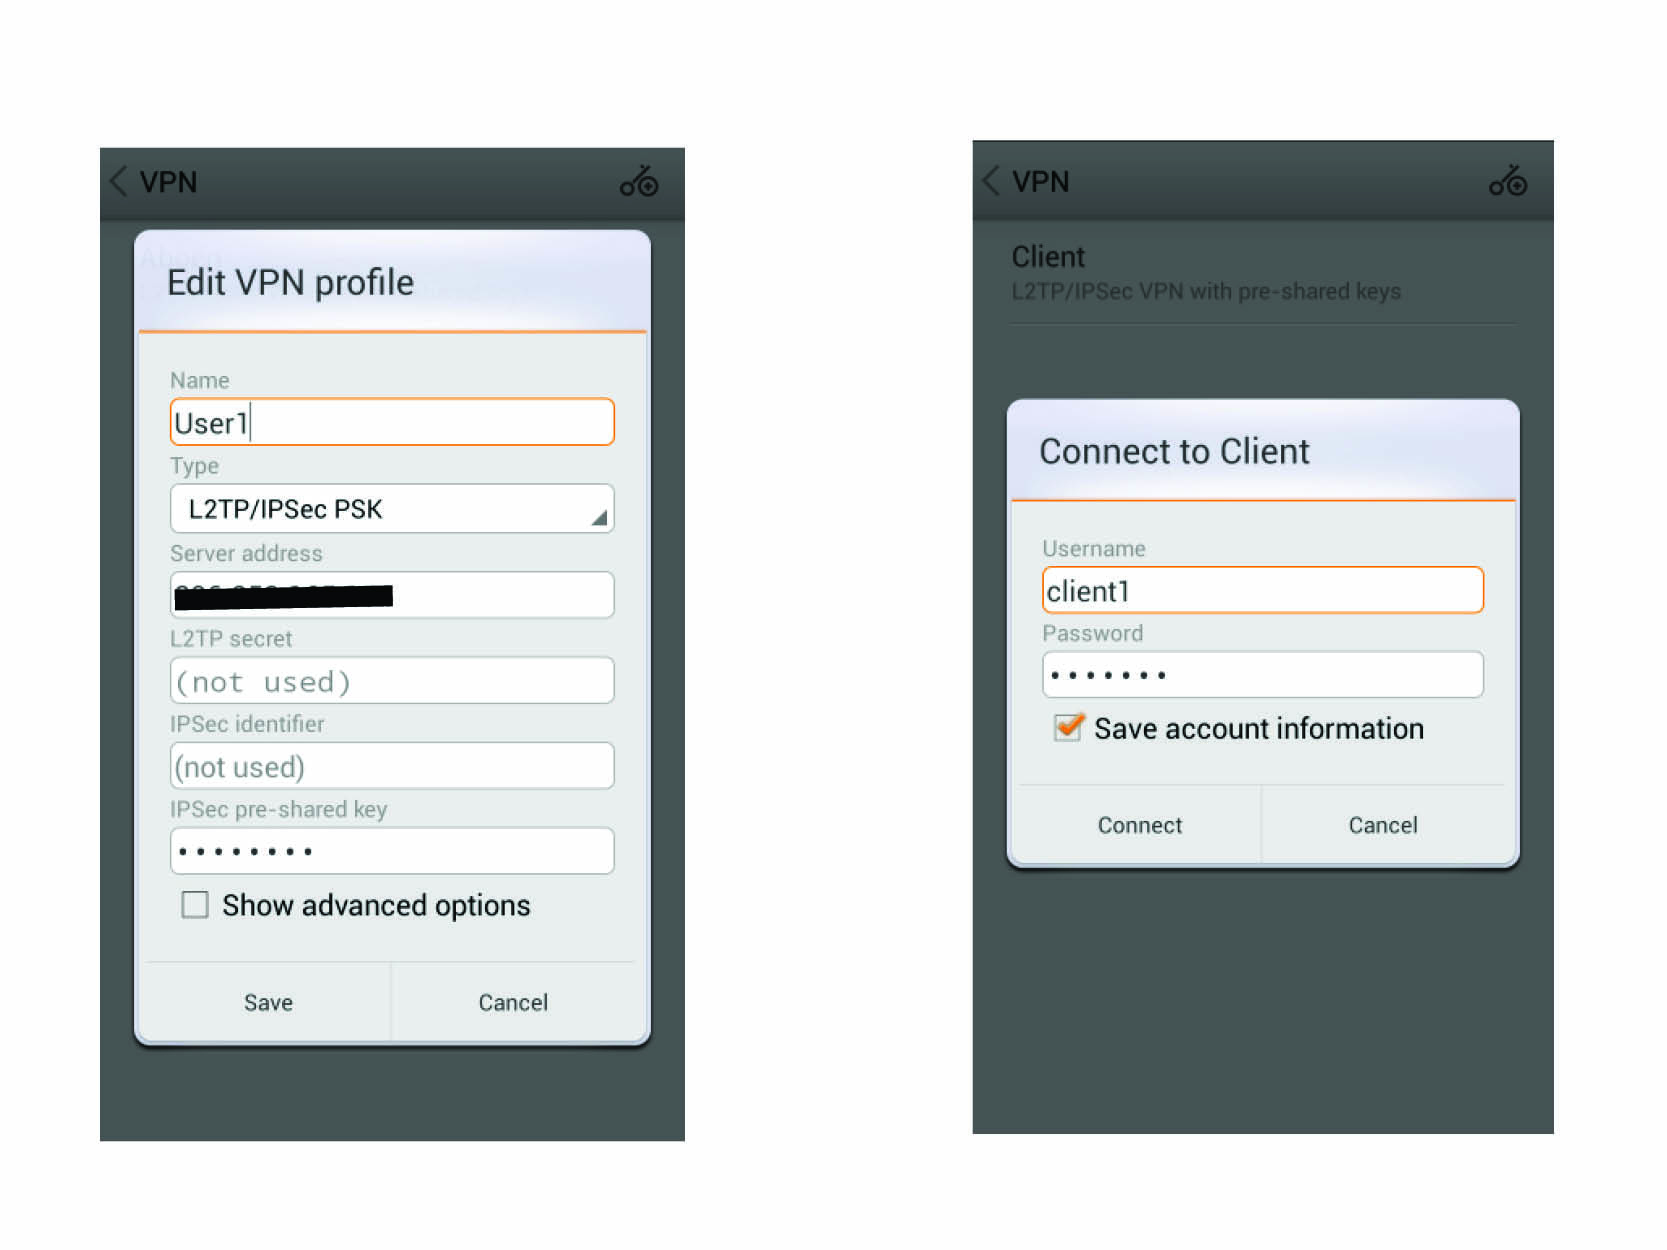 VPN
Edit VPN profile
Name
User1
Type
L2TP/IPSec PSK
Server address
L2TP secret
(not used)
IPSec identifier
(not used)
IPSec pre-shared key
••••••••
Show advanced options
Save Cancel
VPN
Client
L2TP/IPSec VPN with pre-shared keys
Connect to Client
Username
client1
Password
•••••••
Save account information
Connect Cancel